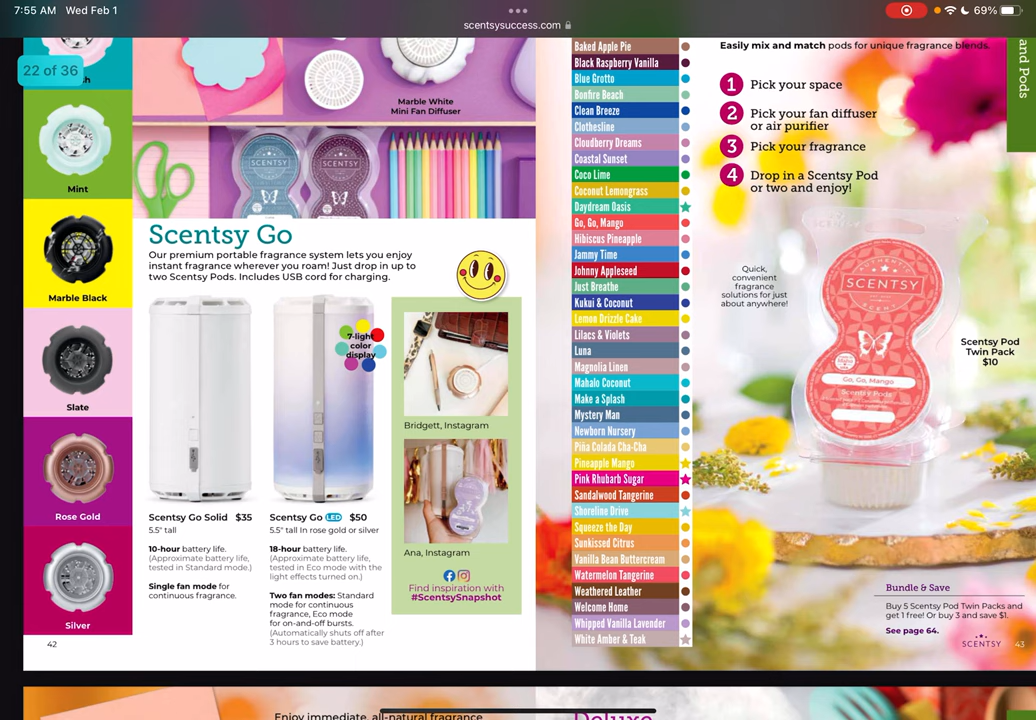 7:55 AM Wed Feb 1
69%
scentsysuccess.com
22 of 36
Mint
Marble Black
Slate
Rose Gold
Silver
42
Marble White
Mini Fan Diffuser
SCENTSY
SCENTSY
Scentsy Go
Our premium portable fragrance system lets you enjoy
instant fragrance wherever you roam! Just drop in up to
two Scentsy Pods. Includes USB cord for charging.
7-light
color
display
Scentsy Go Solid $35
5.5" tall
10-hour battery life.
(Approximate battery life,
tested in Standard mode.)
Single fan mode for
continuous fragrance.
Scentsy Go LED $50
5.5" tall In rose gold or silver
18-hour battery life.
(Approximate battery life,
tested in Eco mode with the
light effects turned on.)
Two fan modes: Standard
mode for continuous
fragrance, Eco mode
for on-and-off bursts.
(Automatically shuts off after
3 hours to save battery.)
Bridgett, Instagram
Ana, Instagram
Find inspiration with
#ScentsySnapshot
Baked Apple Pie
Black Raspberry Vanilla
Blue Grotto
Bonfire Beach
Clean Breeze
Clothesline
Cloudberry Dreams
Coastal Sunset
Coco Lime
Coconut Lemongrass
Daydream Oasis
Go, Go, Mango
Hibiscus Pineapple
Jammy Time
Johnny Appleseed
Just Breathe
Kukui & Coconut
Lemon Drizzle Cake
Lilacs & Violets
Luna
Magnolia Linen
Mahalo Coconut
Make a Splash
Mystery Man
Newborn Nursery
Piña Colada Cha-Cha
Pineapple Mango
Pink Rhubarb Sugar
Sandalwood Tangerine
Shoreline Drive
Squeeze the Day
Sunkissed Citrus
Vanilla Bean Buttercream
Watermelon Tangerine
Weathered Leather
Welcome Home
Whipped Vanilla Lavender
White Amber & Teak
Easily mix and match pods for unique fragrance blends.
1 Pick your space
2 Pick your fan diffuser
or air purifier
3 Pick your fragrance
4 Drop in a Scentsy Pod
or two and enjoy!
and Pods
Quick,
convenient
fragrance
solutions for just
about anywhere!
SCENTSY
Go, Go, Mango
Scentsy Pods
Scentsy Pod
Twin Pack
$10
Bundle & Save
Buy 5 Scentsy Pod Twin Packs and
get 1 free! Or buy 3 and save $1.
See page 64.
SCENTSY 43
Enjoy immediate, all-natural fragrance
Deluxe